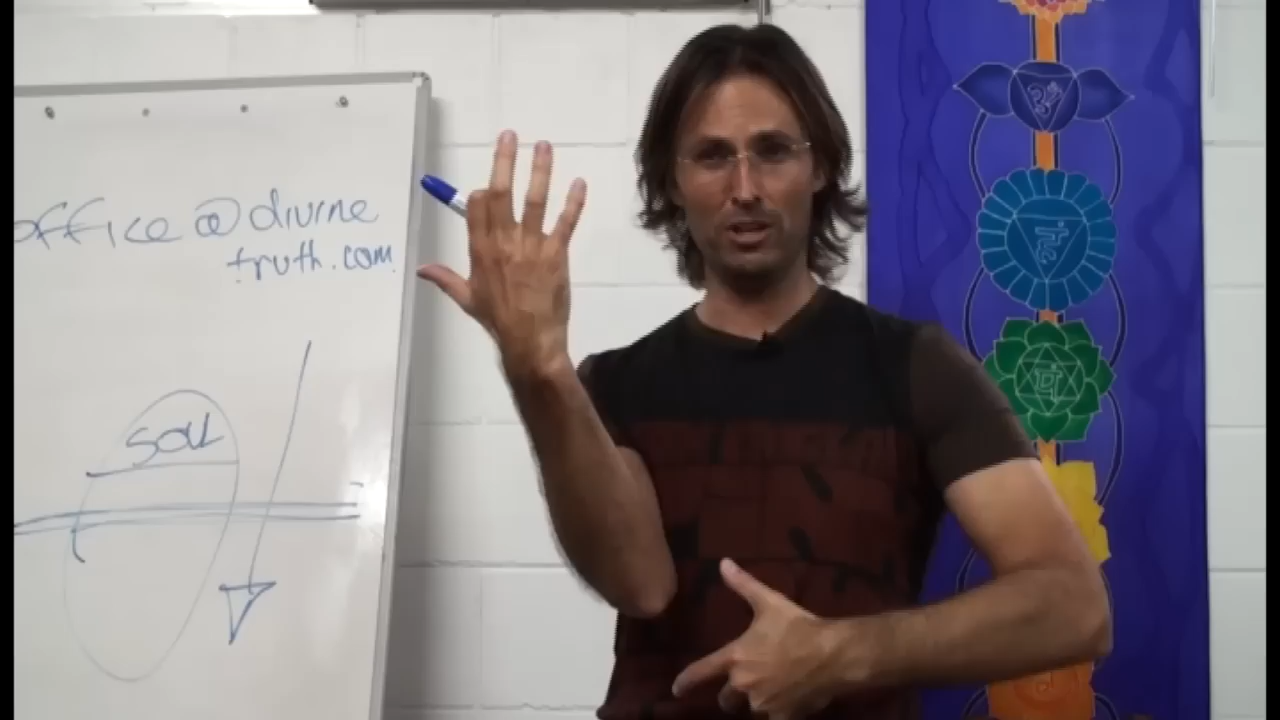 office @ divine
truth.com
soul
ॐ
हं
यं